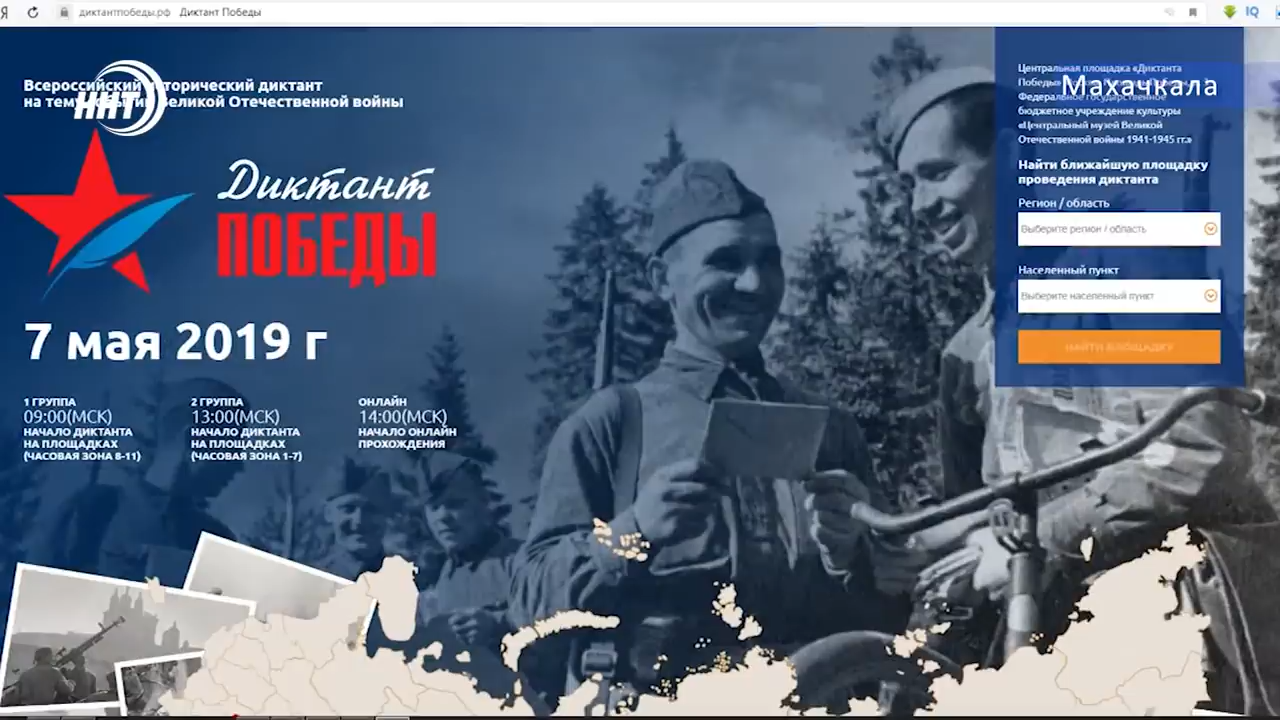 диктантпобеды.рф Диктант Победы
IQ
Всероссийский исторический диктант
на тему событий Великой Отечественной войны
ННТ
Диктант
ПОБЕДЫ
7 мая 2019 г
1 ГРУППА
09:00(МСК)
НАЧАЛО ДИКТАНТА
НА ПЛОЩАДКАХ
(ЧАСОВАЯ ЗОНА 8-11)
2 ГРУППА
13:00(МСК)
НАЧАЛО ДИКТАНТА
НА ПЛОЩАДКАХ
(ЧАСОВАЯ ЗОНА 1-7)
ОНЛАЙН
14:00(МСК)
НАЧАЛО ОНЛАЙН
ПРОХОЖДЕНИЯ
Махачкала
Центральная площадка «Диктанта
Победы»
Федеральное государственное
бюджетное учреждение культуры
«Центральный музей Великой
Отечественной войны 1941-1945 гг.»
Найти ближайшую площадку
проведения диктанта
Регион / область
Выберите регион / область
Населенный пункт
Выберите населенный пункт
НАЙТИ ПЛОЩАДКУ